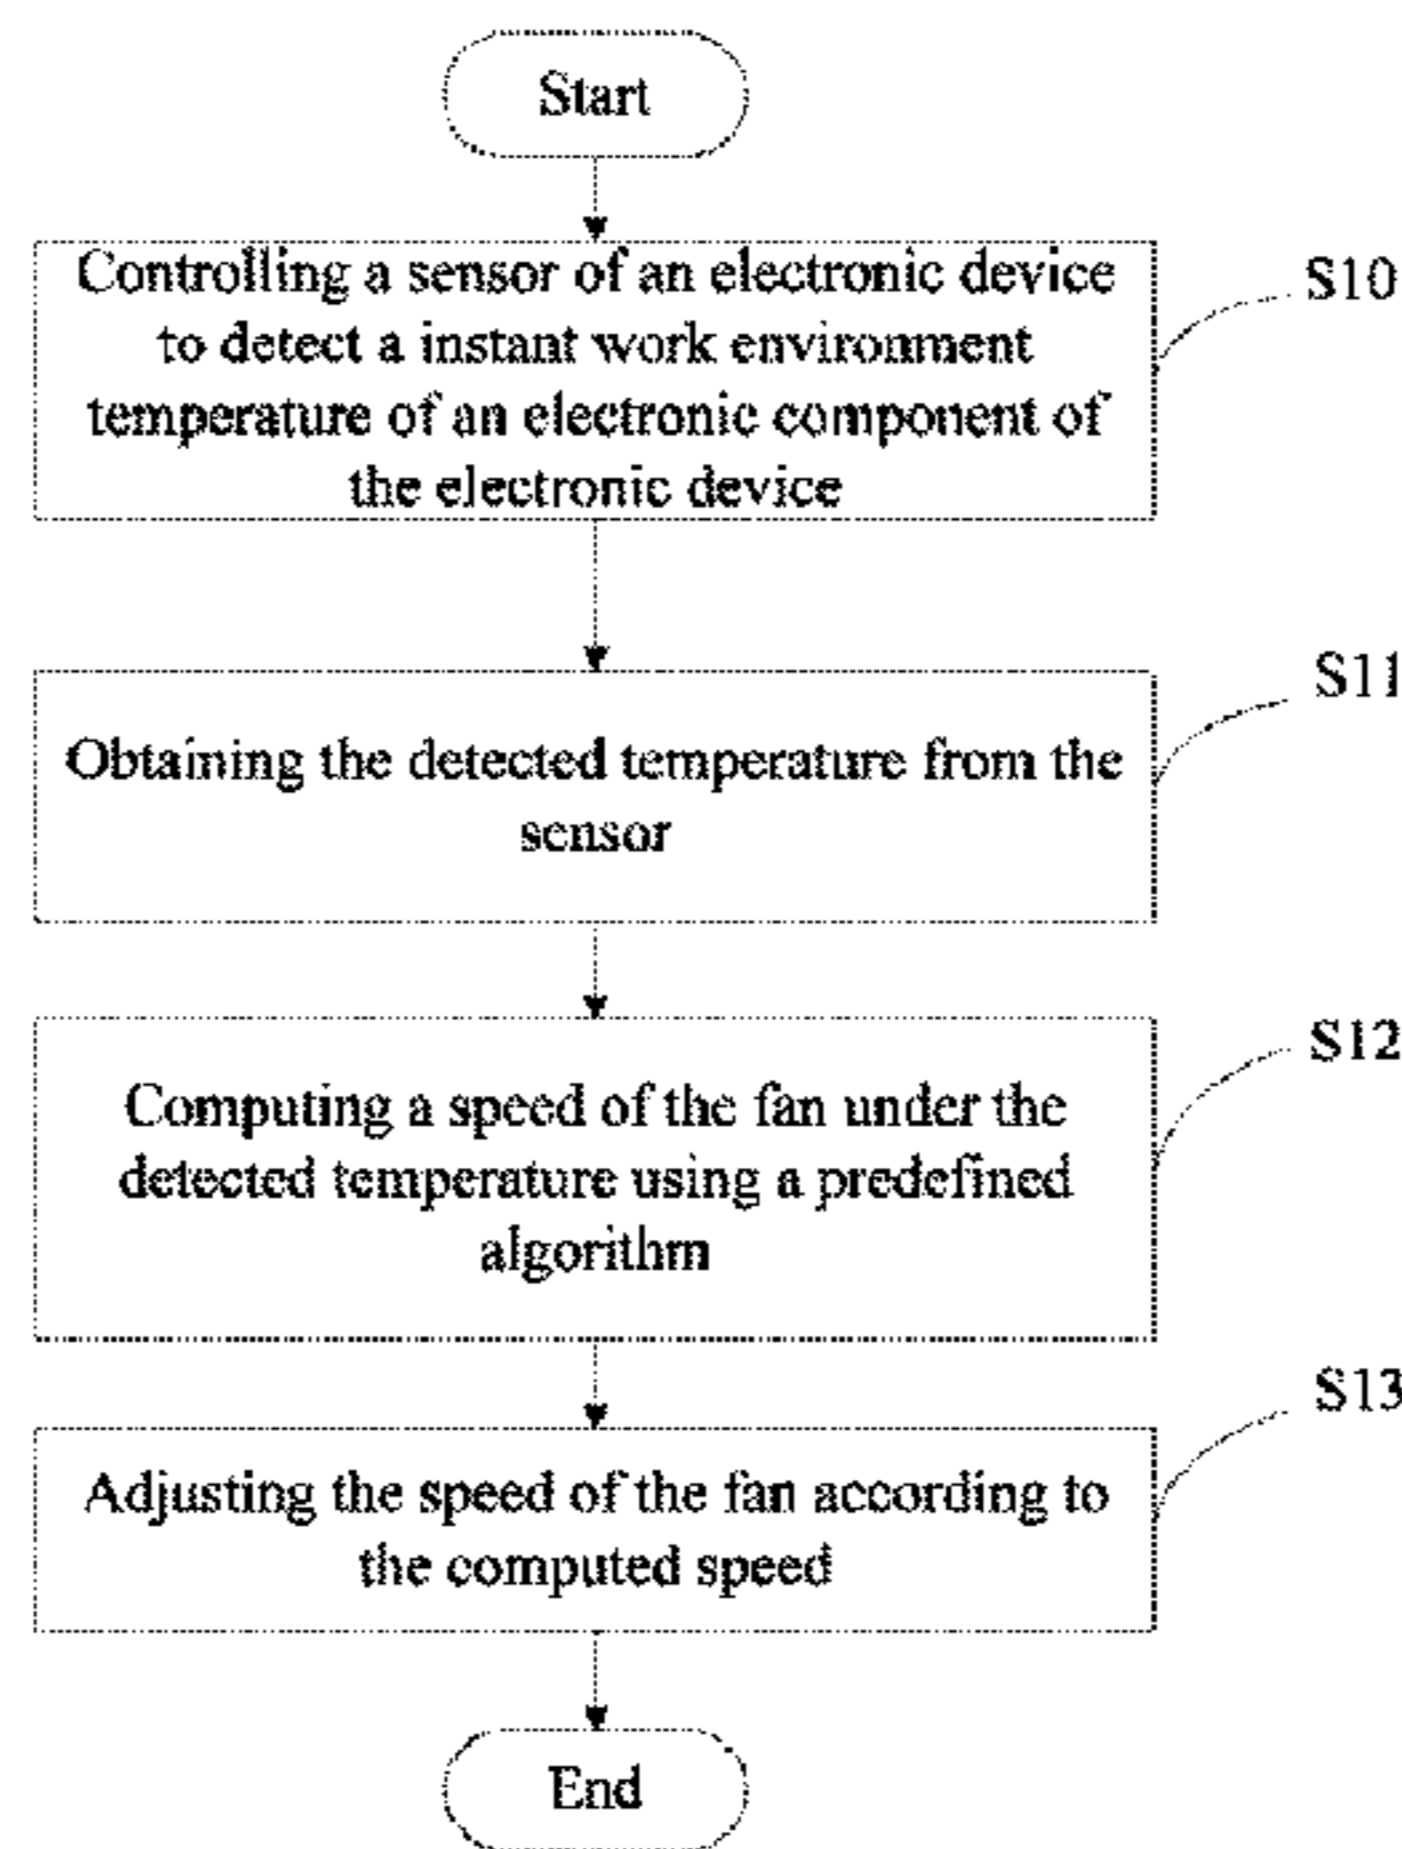 Start
Controlling a sensor of an electronic device
to detect a instant work environment
temperature of an electronic component of
the electronic device
S10
Obtaining the detected temperature from the
sensor
S11
Computing a speed of the fan under the
detected temperature using a predefined
algorithm
S12
Adjusting the speed of the fan according to
the computed speed
S13
End